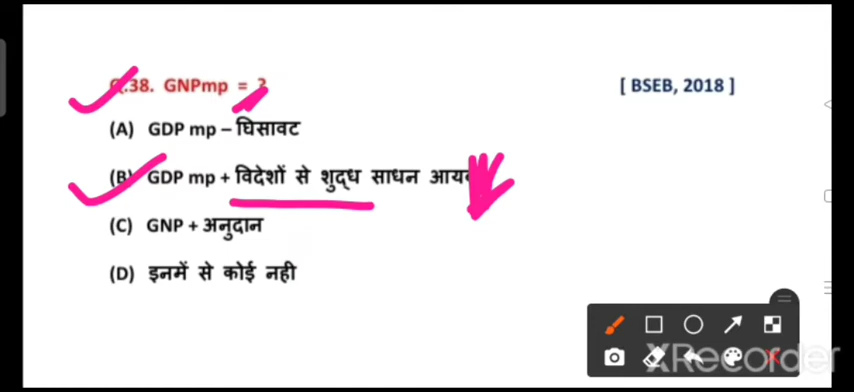 Q.38. GNPmp = ?
[ BSEB, 2018 ]
(A) GDP mp – घिसावट
(B) GDP mp + विदेशों से शुद्ध साधन आय
(C) GNP + अनुदान
(D) इनमें से कोई नही
XRecorder